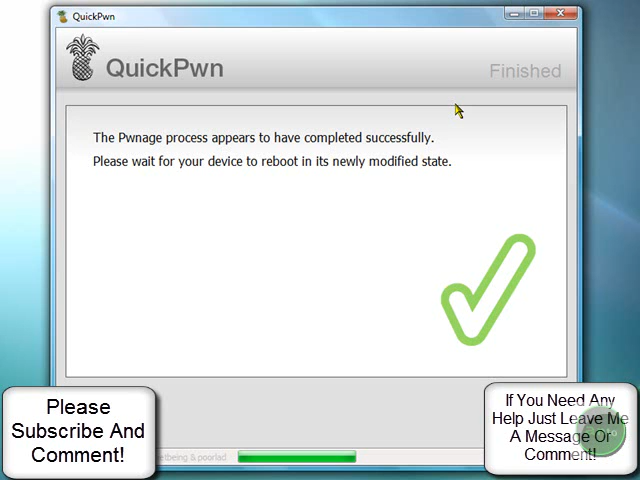 QuickPwn
QuickPwn
Finished
The Pwnage process appears to have completed successfully.
Please wait for your device to reboot in its newly modified state.
Please
Subscribe And
Comment!
If You Need Any
Help Just Leave Me
A Message Or
Comment!
& poorlad